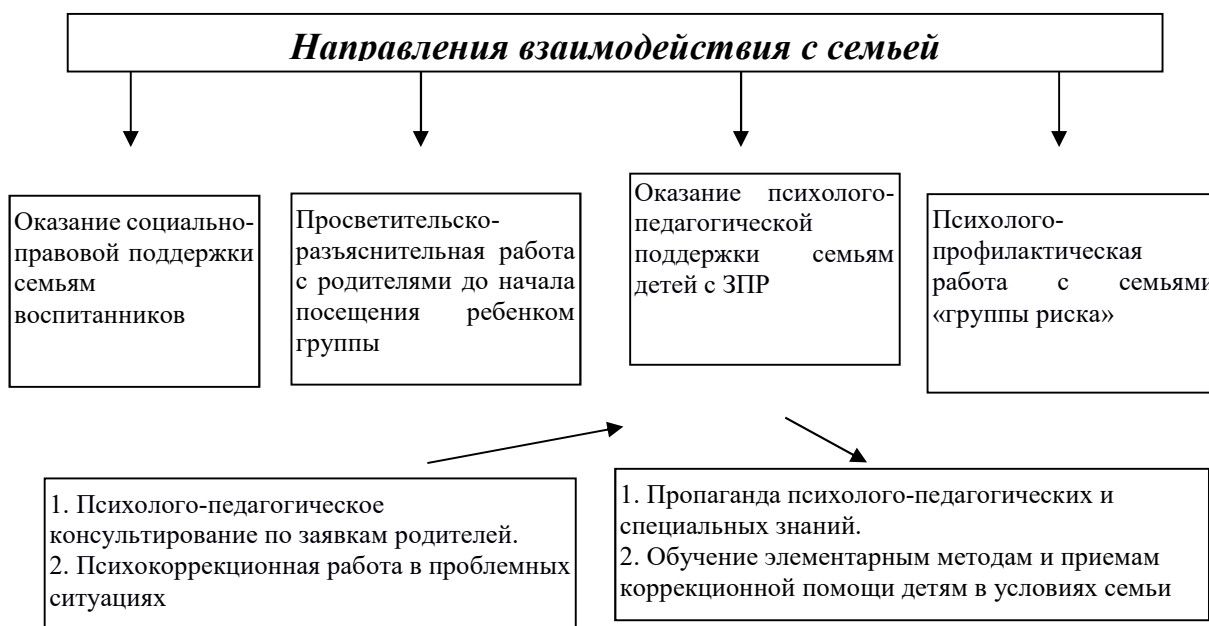 Направления взаимодействия с семьей
Оказание социально-
правовой поддержки
семьям
воспитанников
Просветительско-
разъяснительная работа
с родителями до начала
посещения ребенком
группы
Оказание психолого-
педагогической
поддержки семьям
детей с ЗПР
Психолого-
профилактическая
работа с семьями
«группы риска»
1. Психолого-педагогическое
консультирование по заявкам родителей.
2. Психокоррекционная работа в проблемных
ситуациях
1. Пропаганда психолого-педагогических и
специальных знаний.
2. Обучение элементарным методам и приемам
коррекционной помощи детям в условиях семьи